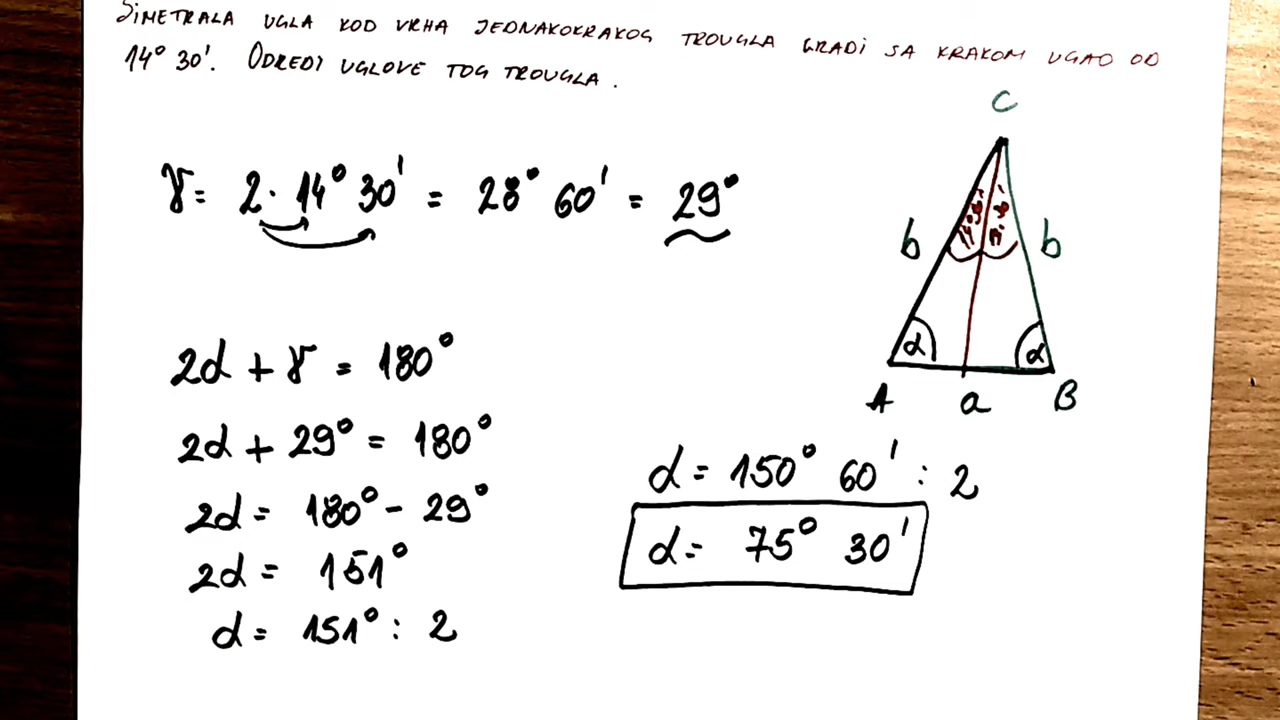 SIMETRALA UGLA KOD VRHA JEDNAKOKRAKOG TROUGLA GRADI SA KRAKOM UGAO OD
14° 30'. ODREDI UGLOVE TOG TROUGLA.
γ = 2 · 14° 30' = 28° 60' = 29°
2α + γ = 180°
2α + 29° = 180°
2α = 180° - 29°
2α = 151°
α = 151° : 2
α = 150° 60' : 2
α = 75° 30'
C
b
b
α
α
A
a
B